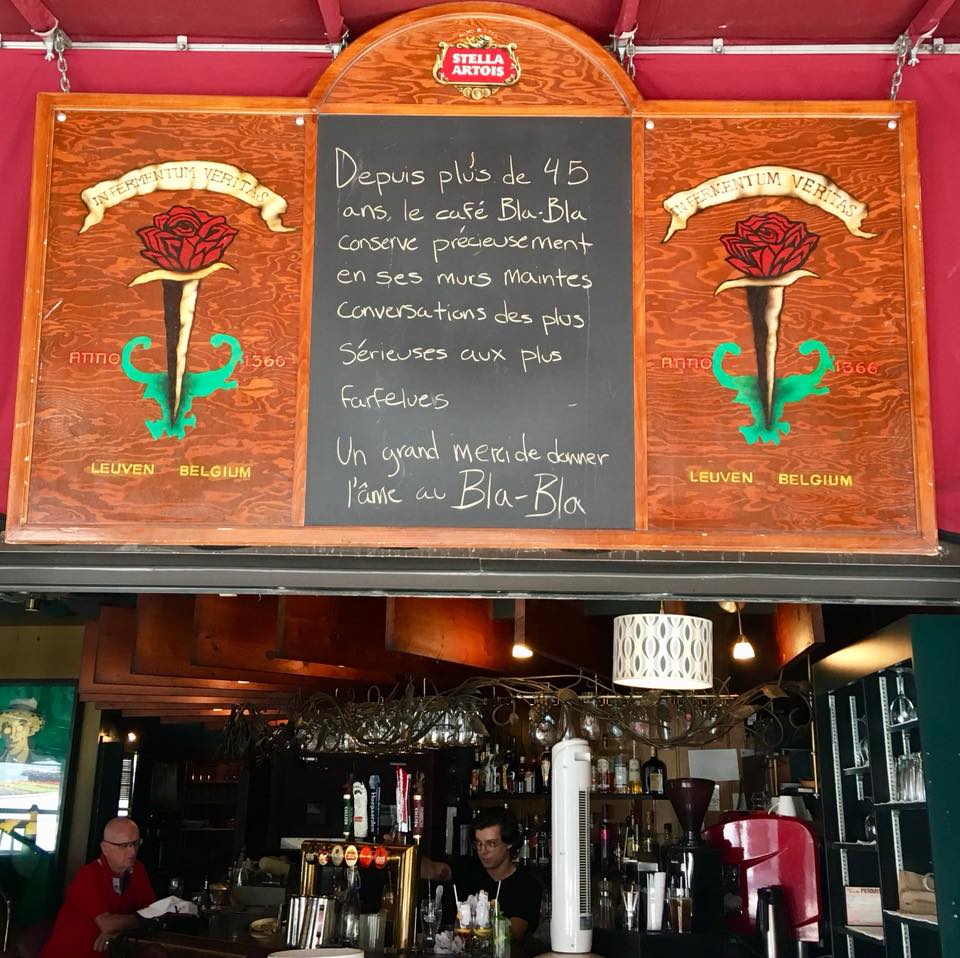 STELLA
ARTOIS
IN FERMENTUM VERITAS
ANNO 1366
LEUVEN BELGIUM
Depuis plus de 45
ans, le café Bla-Bla
conserve précieusement
en ses murs maintes
conversations des plus
sérieuses aux plus
farfelues
Un grand merci de donner
l'âme au Bla-Bla
IN FERMENTUM VERITAS
ANNO 1366
LEUVEN BELGIUM
Hoegaarden